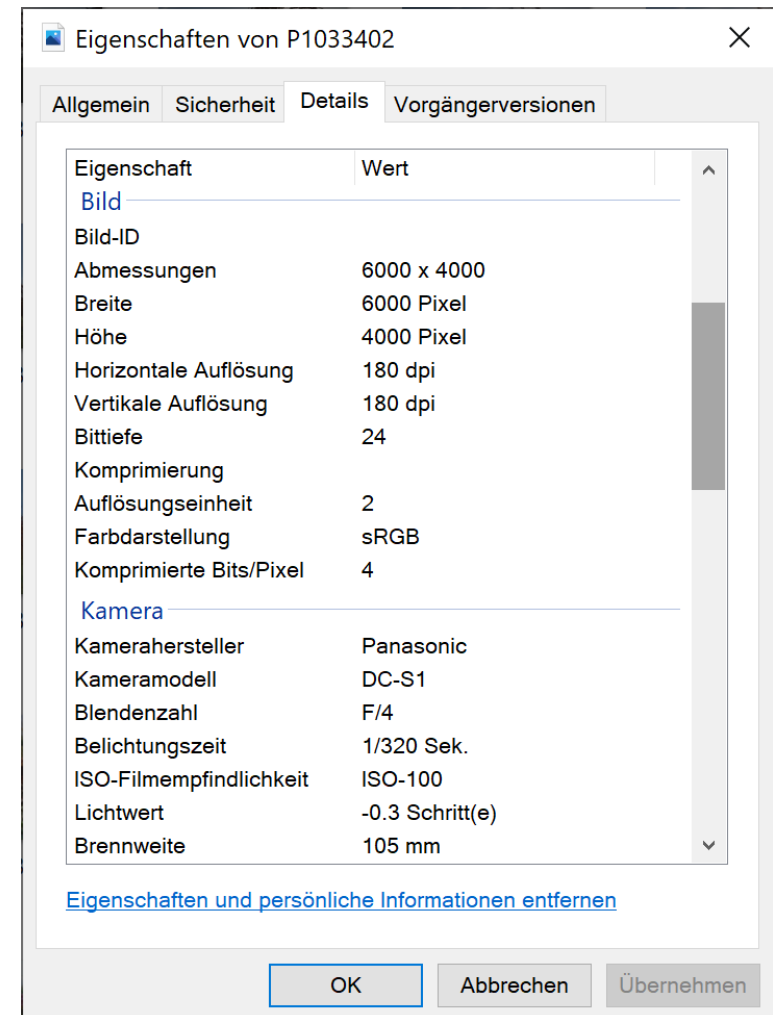 Eigenschaften von P1033402
Allgemein Sicherheit Details Vorgängerversionen
Eigenschaft Wert
Bild
Bild-ID
Abmessungen 6000 x 4000
Breite 6000 Pixel
Höhe 4000 Pixel
Horizontale Auflösung 180 dpi
Vertikale Auflösung 180 dpi
Bittiefe 24
Komprimierung
Auflösungseinheit 2
Farbdarstellung sRGB
Komprimierte Bits/Pixel 4
Kamera
Kamerahersteller Panasonic
Kameramodell DC-S1
Blendenzahl F/4
Belichtungszeit 1/320 Sek.
ISO-Filmempfindlichkeit ISO-100
Lichtwert -0.3 Schritt(e)
Brennweite 105 mm
Eigenschaften und persönliche Informationen entfernen
OK Abbrechen Übernehmen